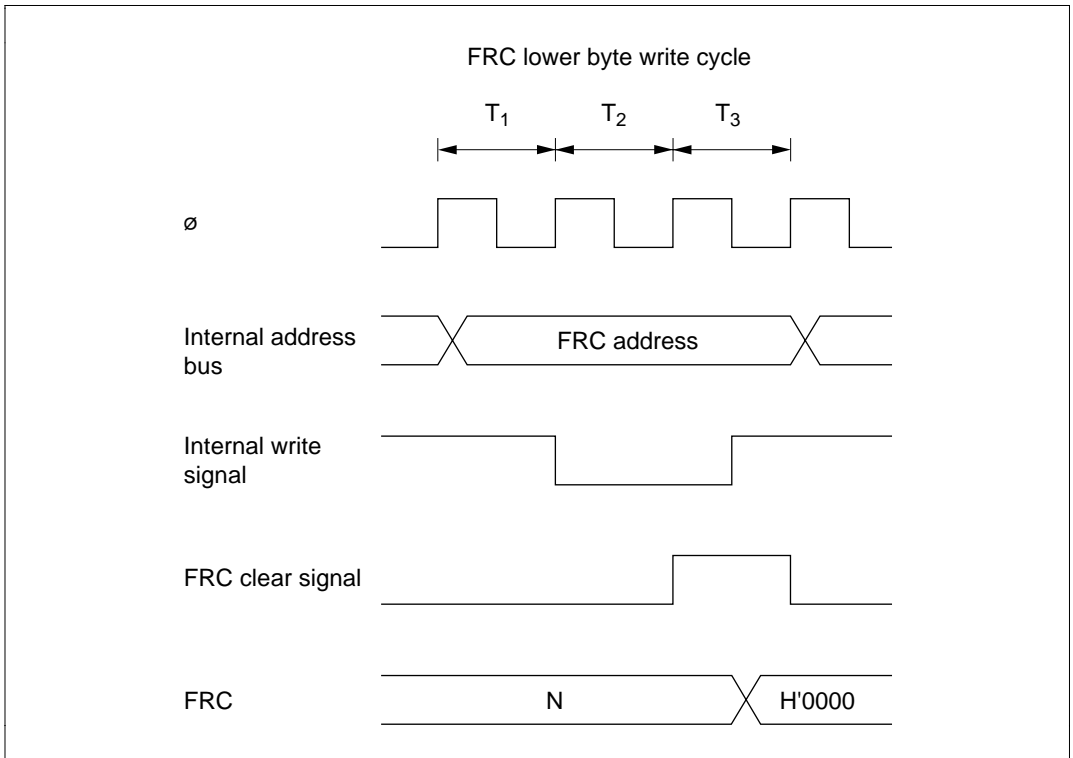 FRC lower byte write cycle
T₁ T₂ T₃
ø
Internal address
bus
FRC address
Internal write
signal
FRC clear signal
FRC
N
H'0000